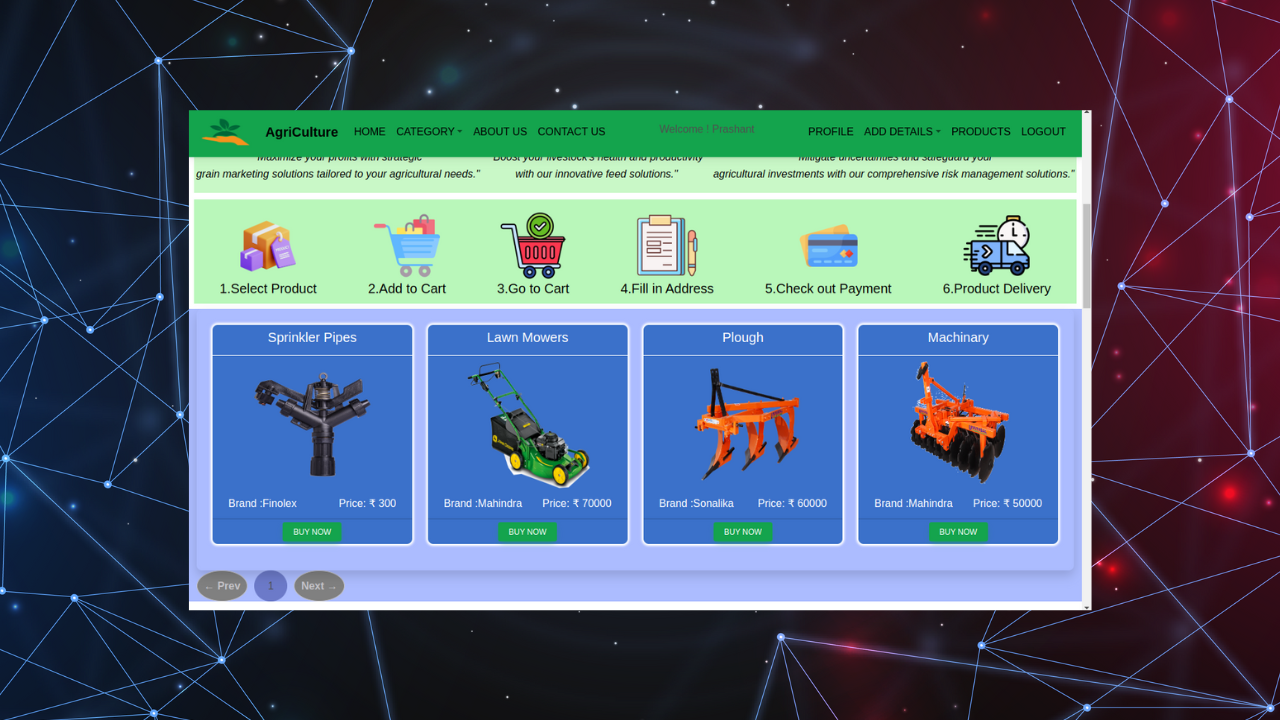 AgriCulture HOME CATEGORY ABOUT US CONTACT US Welcome ! Prashant PROFILE ADD DETAILS PRODUCTS LOGOUT
"Maximize your profits with strategic "Boost your livestock's health and productivity "Mitigate uncertainties and safeguard your
grain marketing solutions tailored to your agricultural needs." with our innovative feed solutions." agricultural investments with our comprehensive risk management solutions."
1.Select Product 2.Add to Cart 3.Go to Cart 4.Fill in Address 5.Check out Payment 6.Product Delivery
Sprinkler Pipes Lawn Mowers Plough Machinary
Brand :Finolex Price: ₹ 300 Brand :Mahindra Price: ₹ 70000 Brand :Sonalika Price: ₹ 60000 Brand :Mahindra Price: ₹ 50000
BUY NOW BUY NOW BUY NOW BUY NOW
← Prev 1 Next →